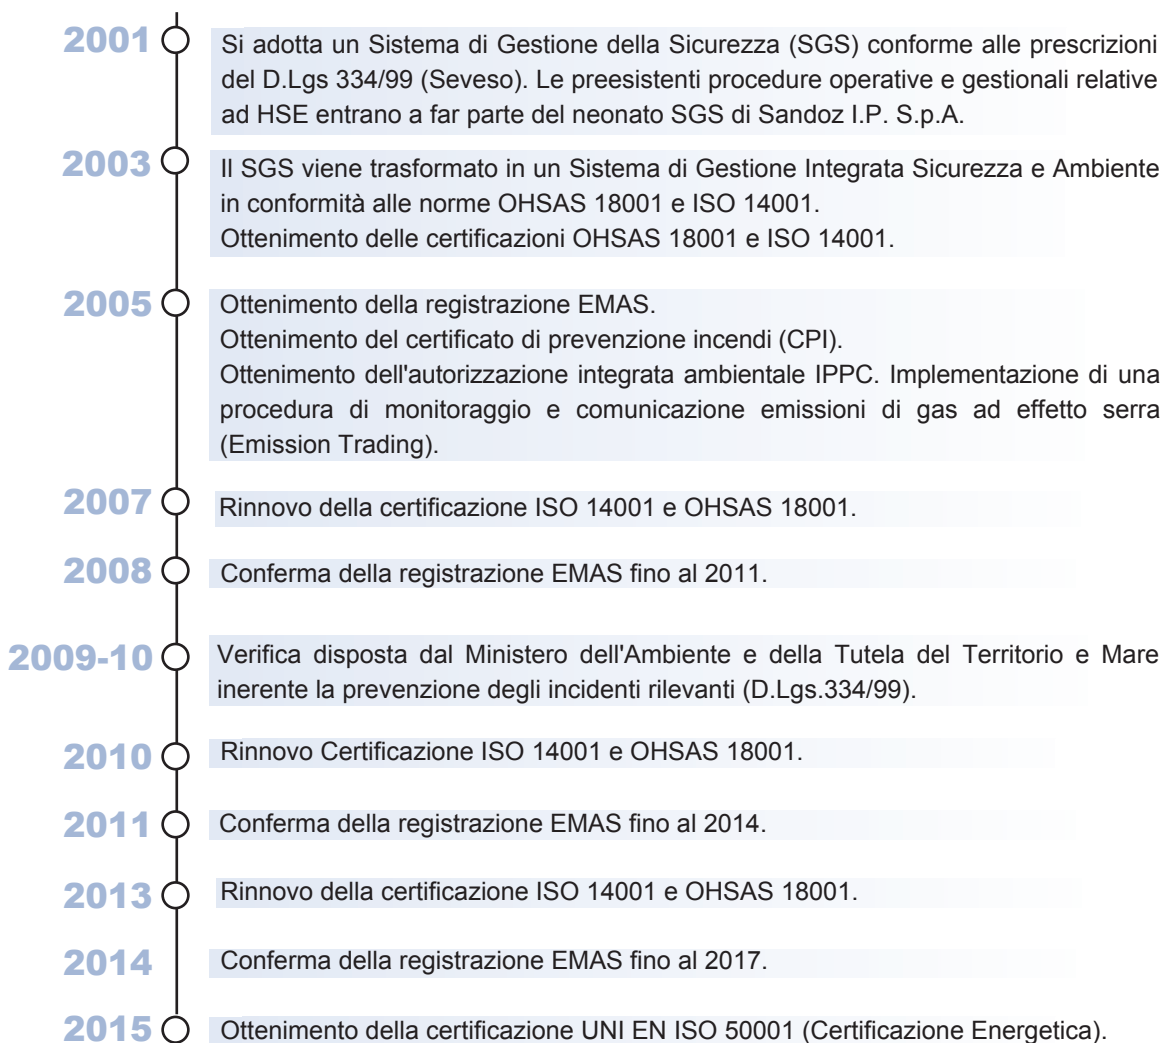 2001
Si adotta un Sistema di Gestione della Sicurezza (SGS) conforme alle prescrizioni
del D.Lgs 334/99 (Seveso). Le preesistenti procedure operative e gestionali relative
ad HSE entrano a far parte del neonato SGS di Sandoz I.P. S.p.A.
2003
Il SGS viene trasformato in un Sistema di Gestione Integrata Sicurezza e Ambiente
in conformità alle norme OHSAS 18001 e ISO 14001.
Ottenimento delle certificazioni OHSAS 18001 e ISO 14001.
2005
Ottenimento della registrazione EMAS.
Ottenimento del certificato di prevenzione incendi (CPI).
Ottenimento dell'autorizzazione integrata ambientale IPPC. Implementazione di una
procedura di monitoraggio e comunicazione emissioni di gas ad effetto serra
(Emission Trading).
2007
Rinnovo della certificazione ISO 14001 e OHSAS 18001.
2008
Conferma della registrazione EMAS fino al 2011.
2009-10
Verifica disposta dal Ministero dell'Ambiente e della Tutela del Territorio e Mare
inerente la prevenzione degli incidenti rilevanti (D.Lgs.334/99).
2010
Rinnovo Certificazione ISO 14001 e OHSAS 18001.
2011
Conferma della registrazione EMAS fino al 2014.
2013
Rinnovo della certificazione ISO 14001 e OHSAS 18001.
2014
Conferma della registrazione EMAS fino al 2017.
2015
Ottenimento della certificazione UNI EN ISO 50001 (Certificazione Energetica).